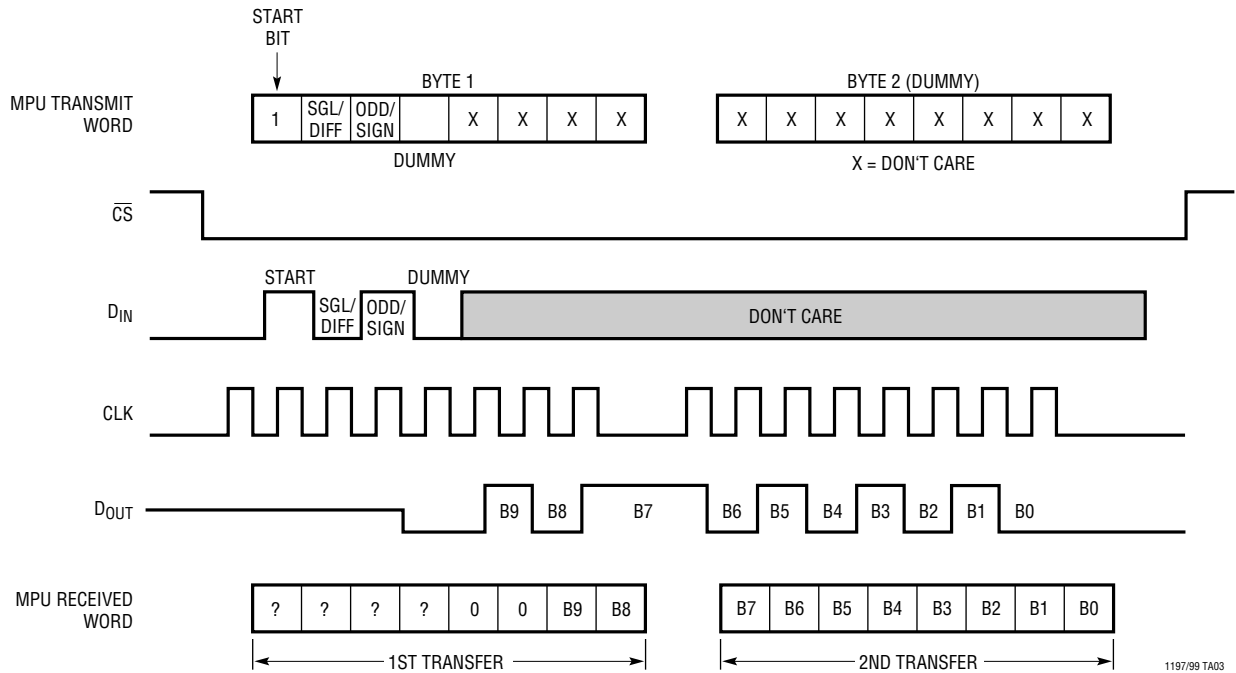 START
BIT
BYTE 1
BYTE 2 (DUMMY)
MPU TRANSMIT
WORD
1 SGL/
DIFF ODD/
SIGN X X X X
X X X X X X X X
DUMMY
X = DON'T CARE
CS
START
DUMMY
DIN
SGL/
DIFF ODD/
SIGN
DON'T CARE
CLK
DOUT
B9 B8 B7 B6 B5 B4 B3 B2 B1 B0
MPU RECEIVED
WORD
? ? ? ? 0 0 B9 B8
B7 B6 B5 B4 B3 B2 B1 B0
1ST TRANSFER
2ND TRANSFER
1197/99 TA03